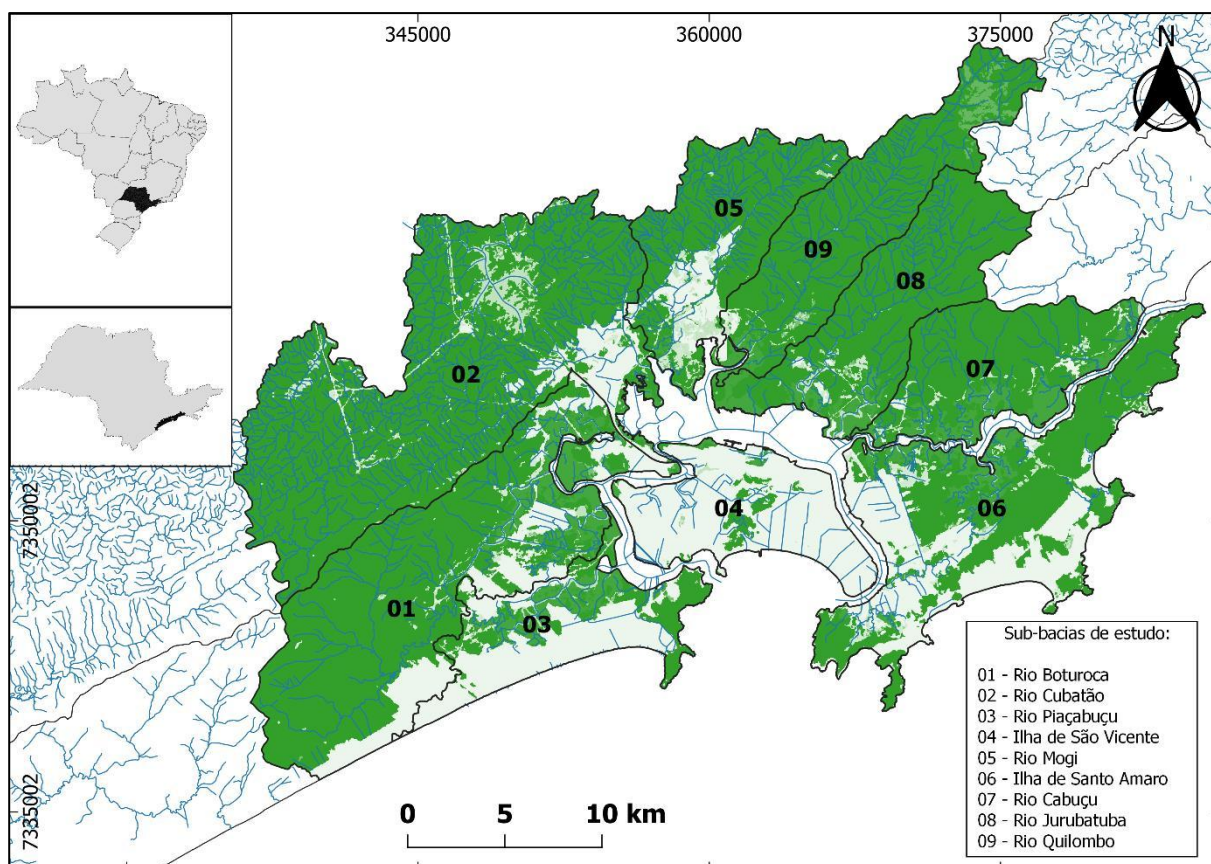 345000
360000
375000
N
05
09
08
02
07
04
06
01
03
7350002
7335002
0 5 10 km
Sub-bacias de estudo:
01 - Rio Boturoca
02 - Rio Cubatão
03 - Rio Piaçabuçu
04 - Ilha de São Vicente
05 - Rio Mogi
06 - Ilha de Santo Amaro
07 - Rio Cabuçu
08 - Rio Jurubatuba
09 - Rio Quilombo